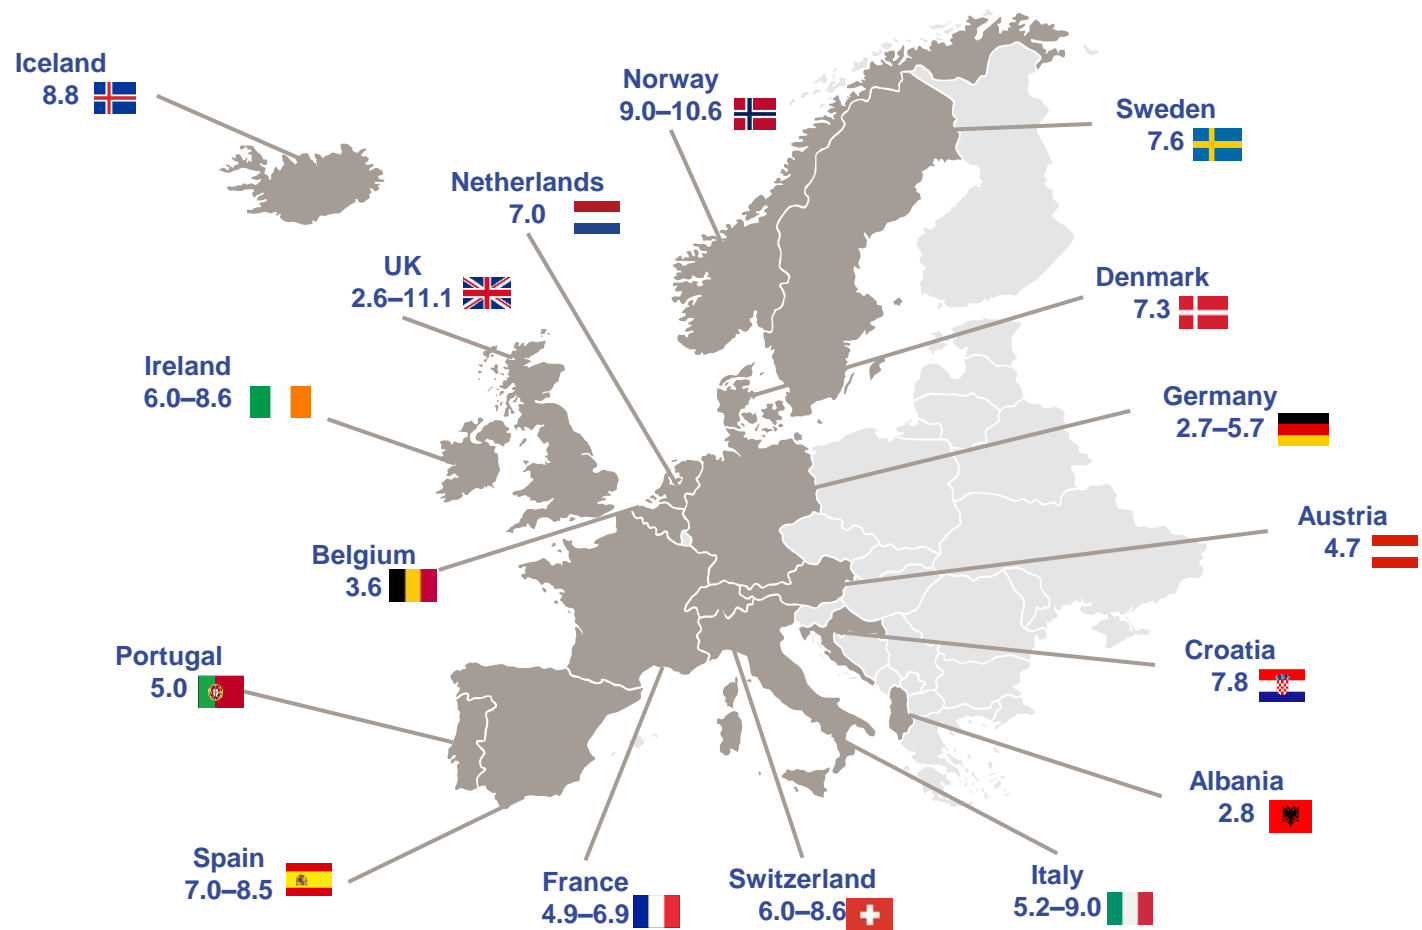 Iceland
8.8
Norway
9.0–10.6
Sweden
7.6
Netherlands
7.0
UK
2.6–11.1
Denmark
7.3
Ireland
6.0–8.6
Germany
2.7–5.7
Austria
4.7
Belgium
3.6
Croatia
7.8
Portugal
5.0
Albania
2.8
Spain
7.0–8.5
France
4.9–6.9
Switzerland
6.0–8.6
Italy
5.2–9.0